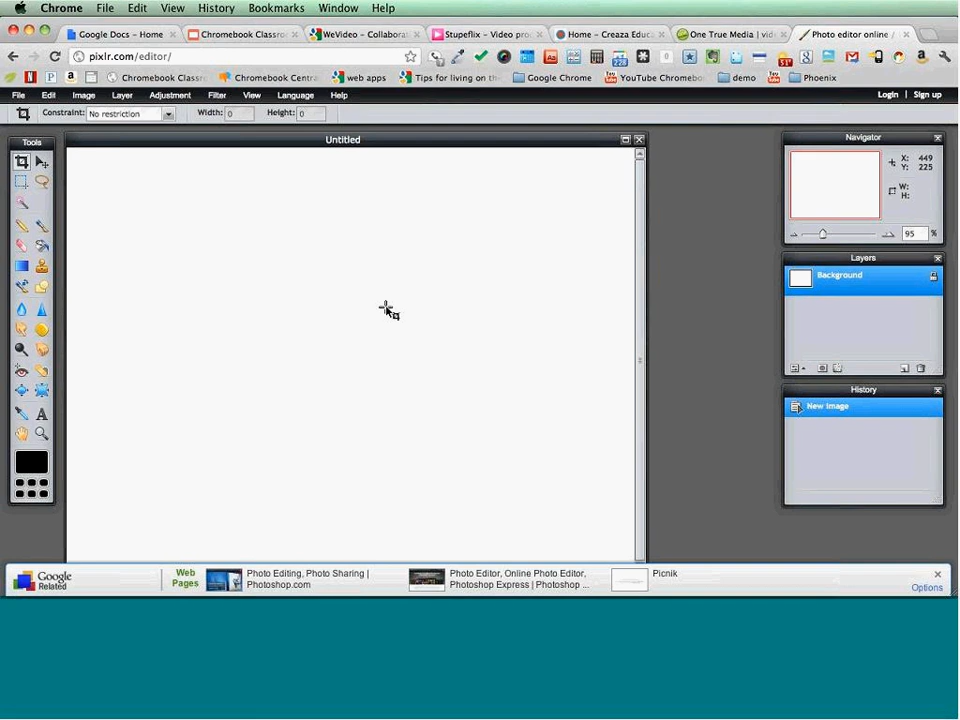 Chrome File Edit View History Bookmarks Window Help
Google Docs - Home Chromebook Classro WeVideo - Collabora Stupeflix - Video pro Home - Creaza Educ One True Media | vid Photo editor online /
pixlr.com/editor/
Chromebook Class Chromebook Centr web apps Tips for living on th Google Chrome YouTube Chromebo demo Phoenix
File Edit Image Layer Adjustment Filter View Language Help Login Sign up
Constraint: No restriction Width: 0 Height: 0
Tools
Untitled
Navigator
X: 449
Y: 225
W:
H:
95 %
Layers
Background
History
New Image
A
Google
Related
Web
Pages
Photo Editing, Photo Sharing |
Photoshop.com
Photo Editor, Online Photo Editor,
Photoshop Express | Photoshop ...
Picnik
Options